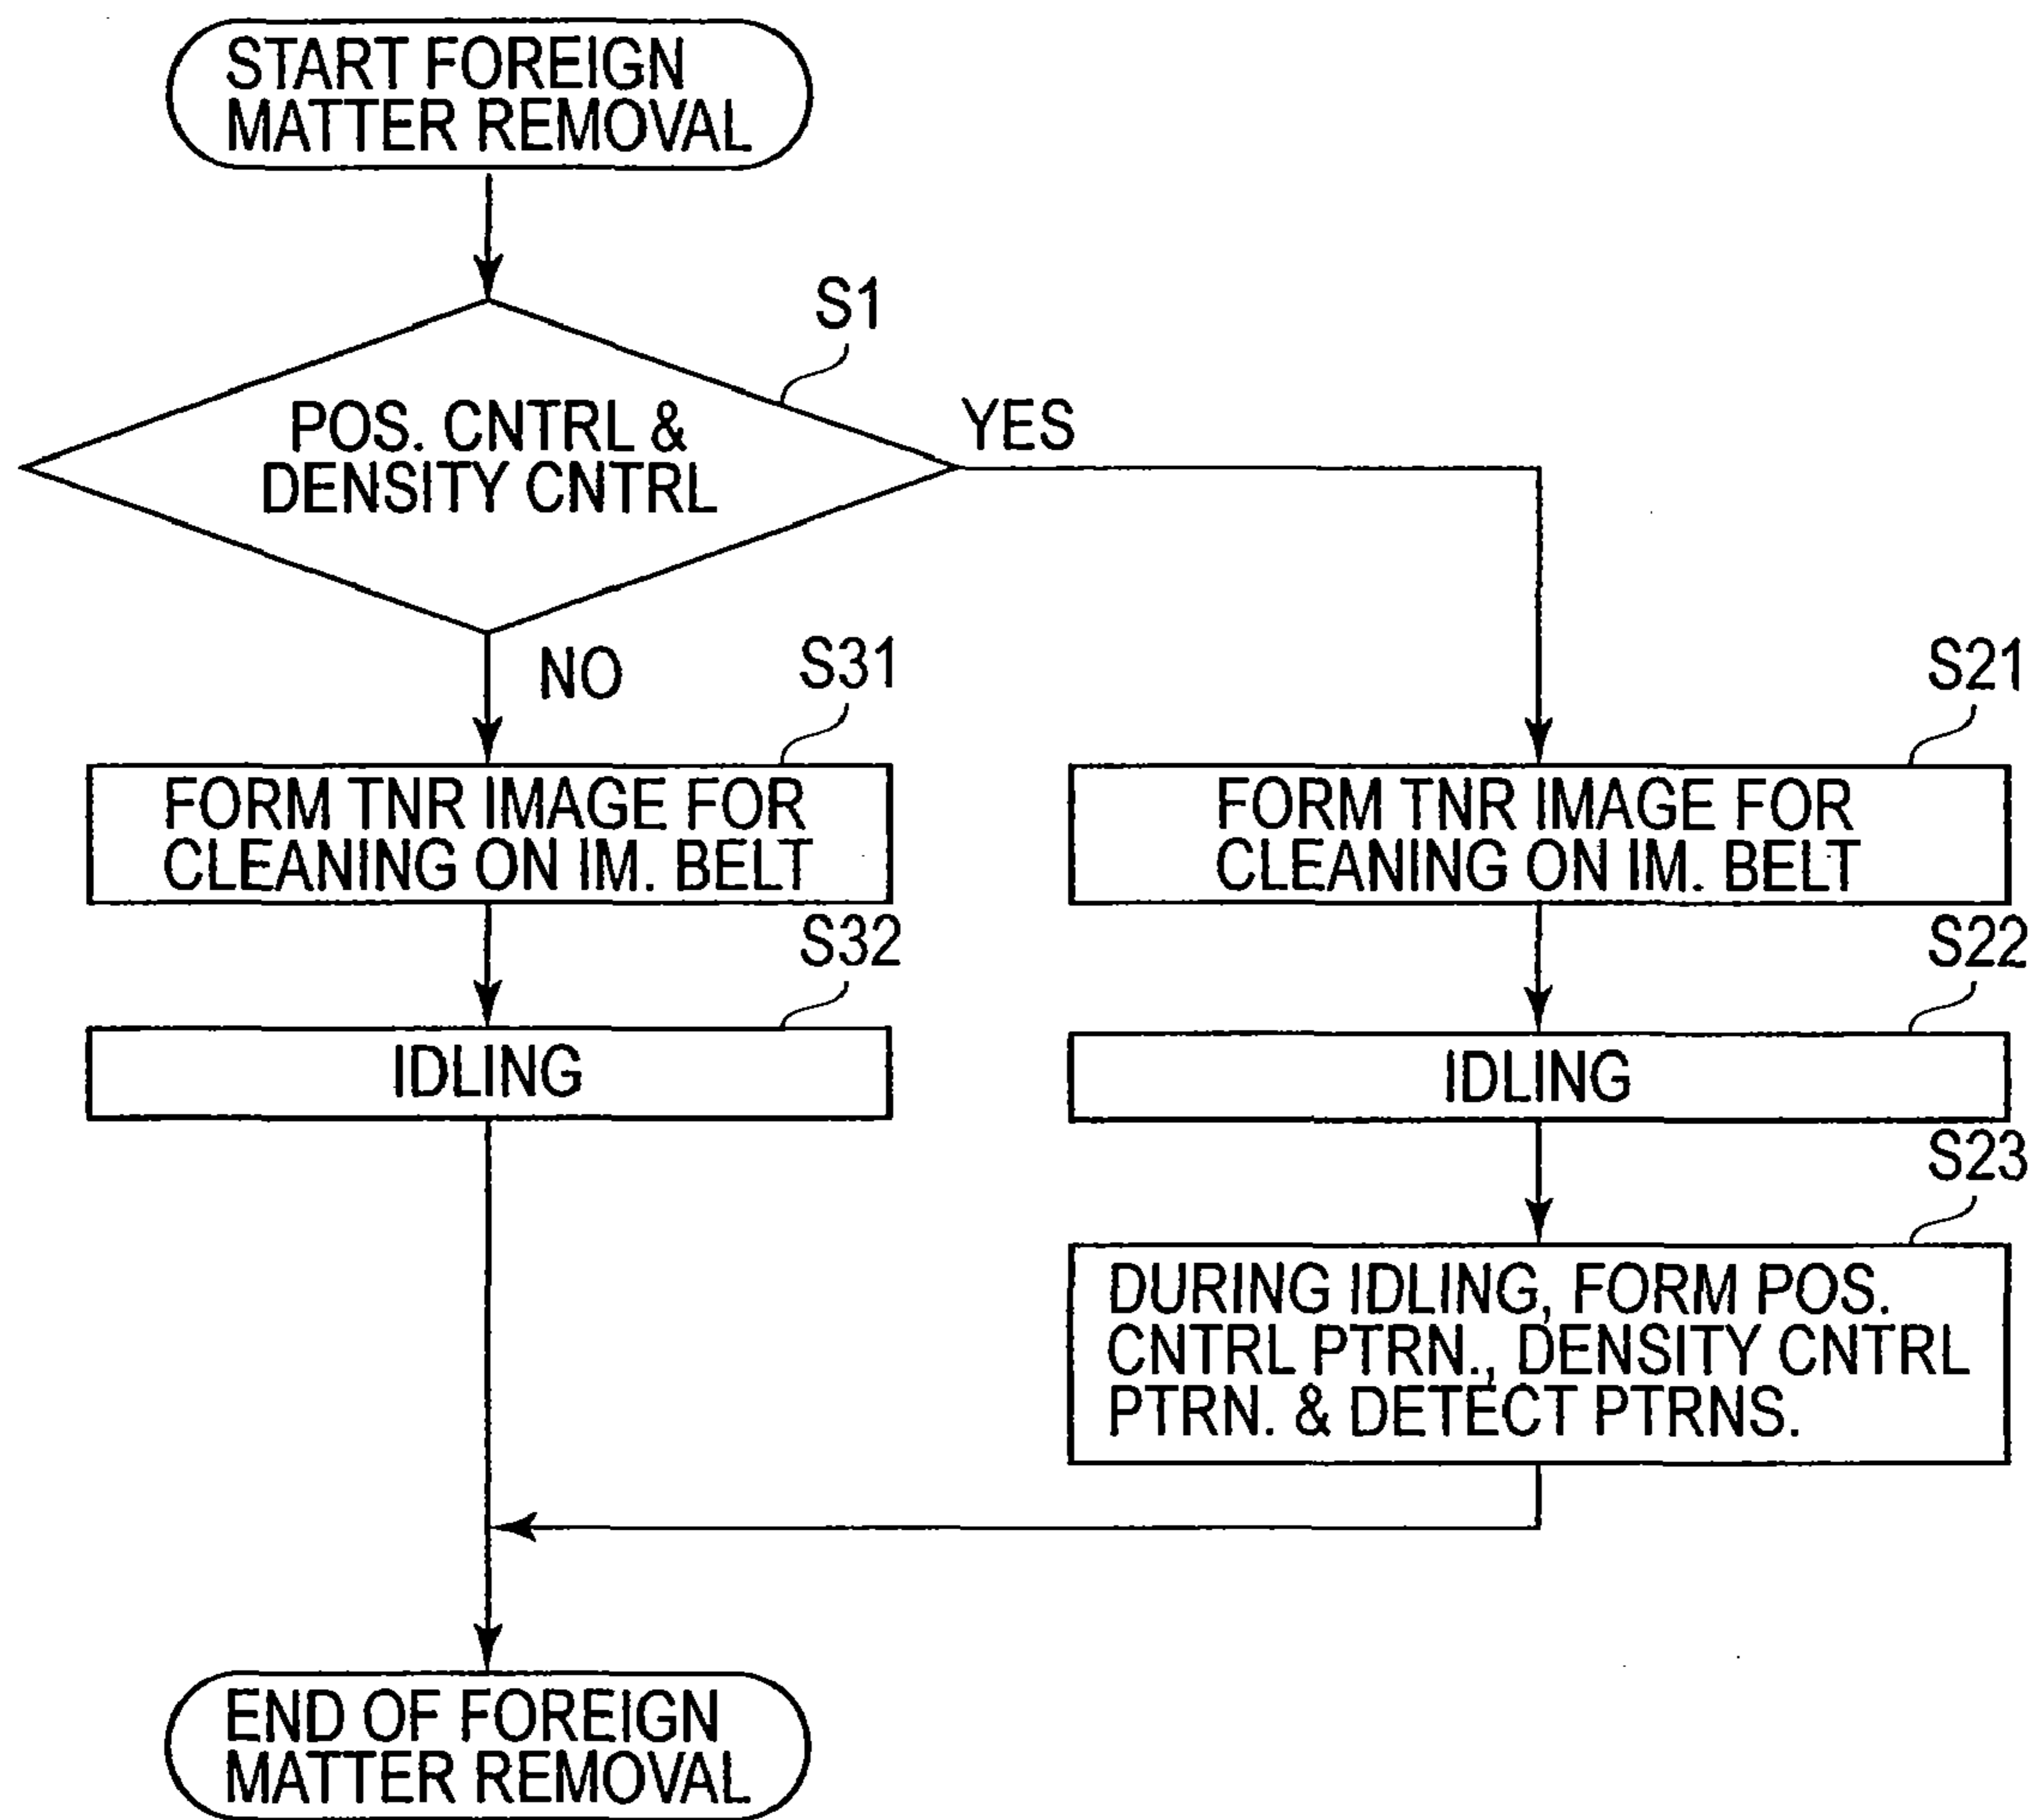 START FOREIGN
MATTER REMOVAL
S1
POS. CNTRL &
DENSITY CNTRL
YES
NO
S31
FORM TNR IMAGE FOR
CLEANING ON IM. BELT
S32
IDLING
S21
FORM TNR IMAGE FOR
CLEANING ON IM. BELT
S22
IDLING
S23
DURING IDLING, FORM POS.
CNTRL PTRN., DENSITY CNTRL
PTRN. & DETECT PTRNS.
END OF FOREIGN
MATTER REMOVAL